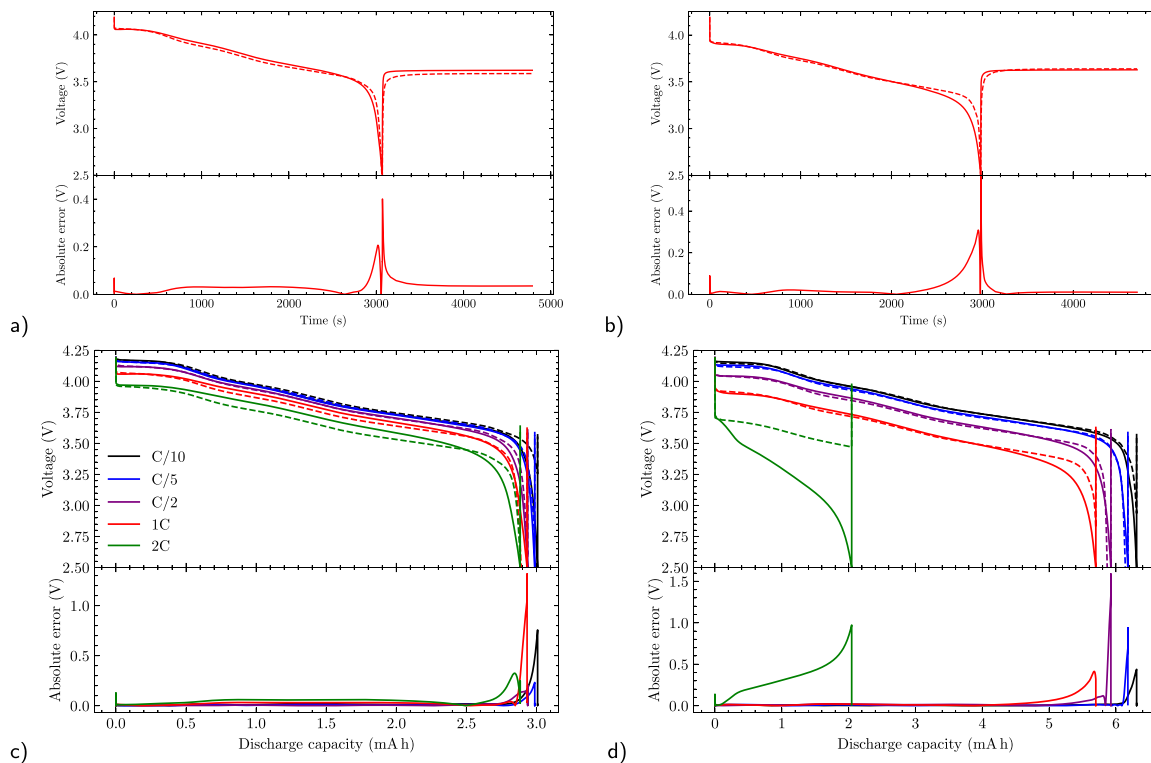 4.0
3.5
3.0
2.5
Voltage (V)
0.4
0.2
0.0
Absolute error (V)
0
1000
2000
3000
4000
5000
Time (s)
a)
4.0
3.5
3.0
2.5
Voltage (V)
0.4
0.2
0.0
Absolute error (V)
0
1000
2000
3000
4000
Time (s)
b)
4.25
4.00
3.75
3.50
3.25
3.00
2.75
2.50
Voltage (V)
C/10
C/5
C/2
1C
2C
1.0
0.5
0.0
Absolute error (V)
0.0
0.5
1.0
1.5
2.0
2.5
3.0
Discharge capacity (mA h)
c)
4.25
4.00
3.75
3.50
3.25
3.00
2.75
2.50
Voltage (V)
1.5
1.0
0.5
0.0
Absolute error (V)
0
1
2
3
4
5
6
Discharge capacity (mA h)
d)